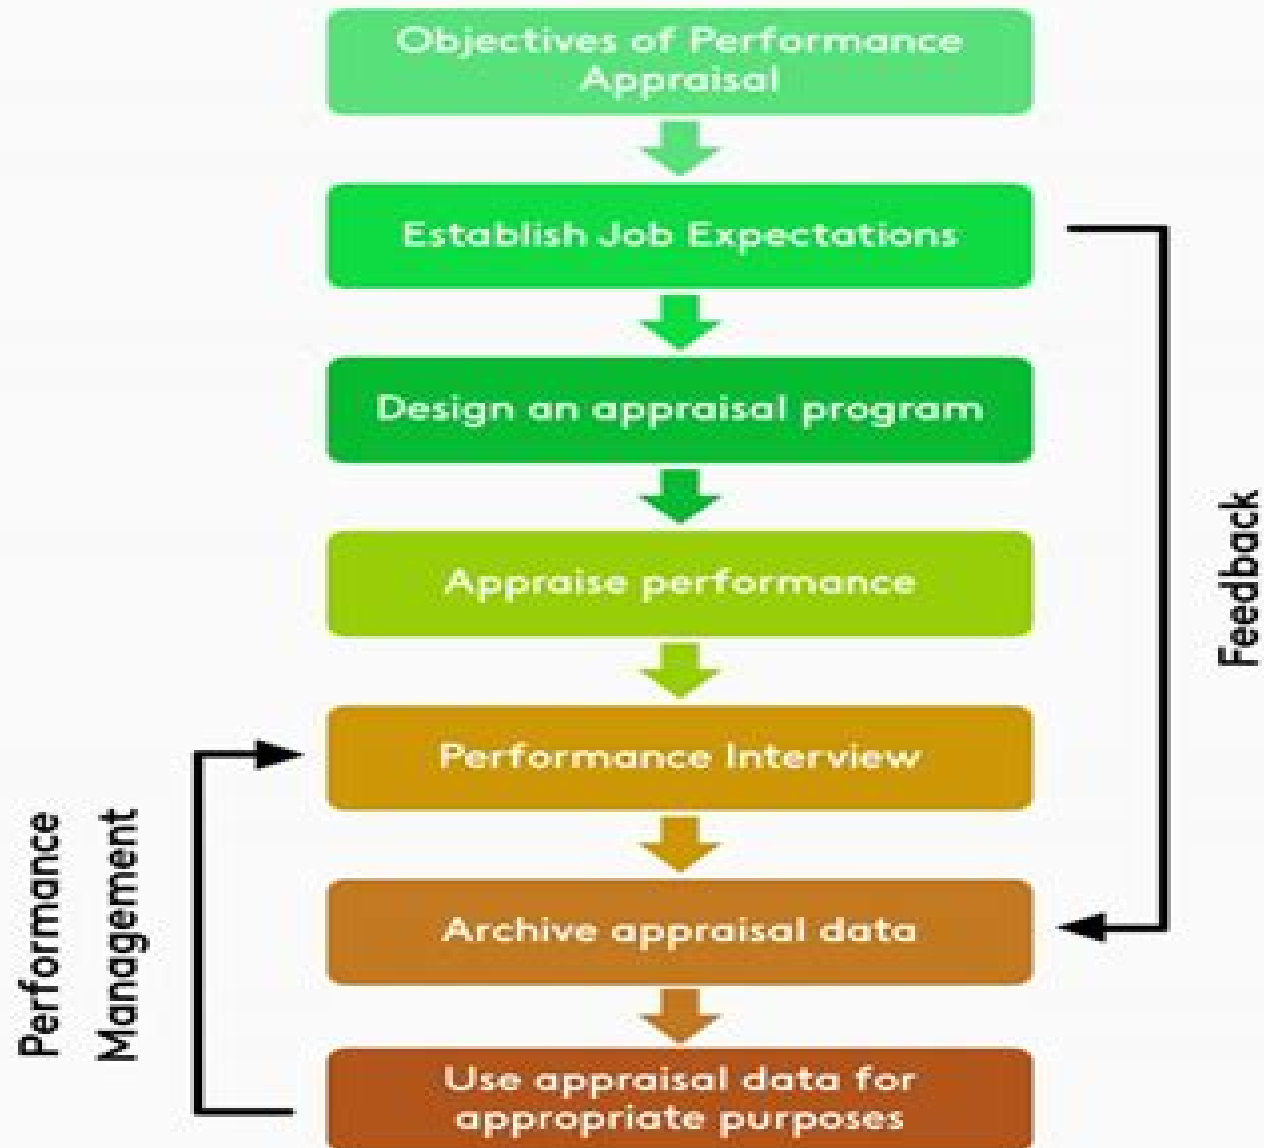 Objectives of Performance
Appraisal
Establish Job Expectations
Design an appraisal program
Appraise performance
Performance Interview
Archive appraisal data
Use appraisal data for
appropriate purposes
Feedback
Performance
Management